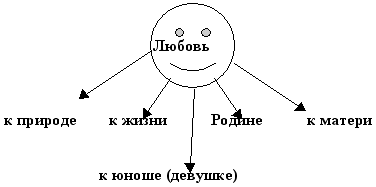 Любовь
к природе к жизни Родине к матери
к юноше (девушке)